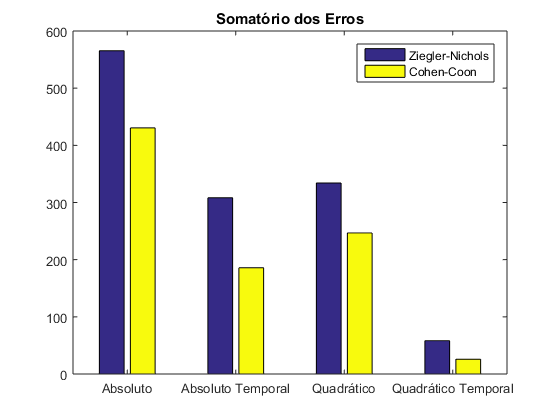 Somatório dos Erros
600
500
400
300
200
100
0
Ziegler-Nichols
Cohen-Coon
Absoluto
Absoluto Temporal
Quadrático
Quadrático Temporal